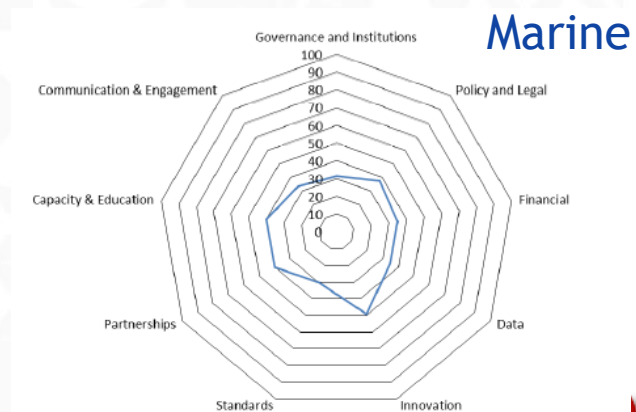 Marine
Governance and Institutions
100
90
80
70
60
50
40
30
20
10
0
Policy and Legal
Financial
Data
Innovation
Standards
Partnerships
Capacity & Education
Communication & Engagement